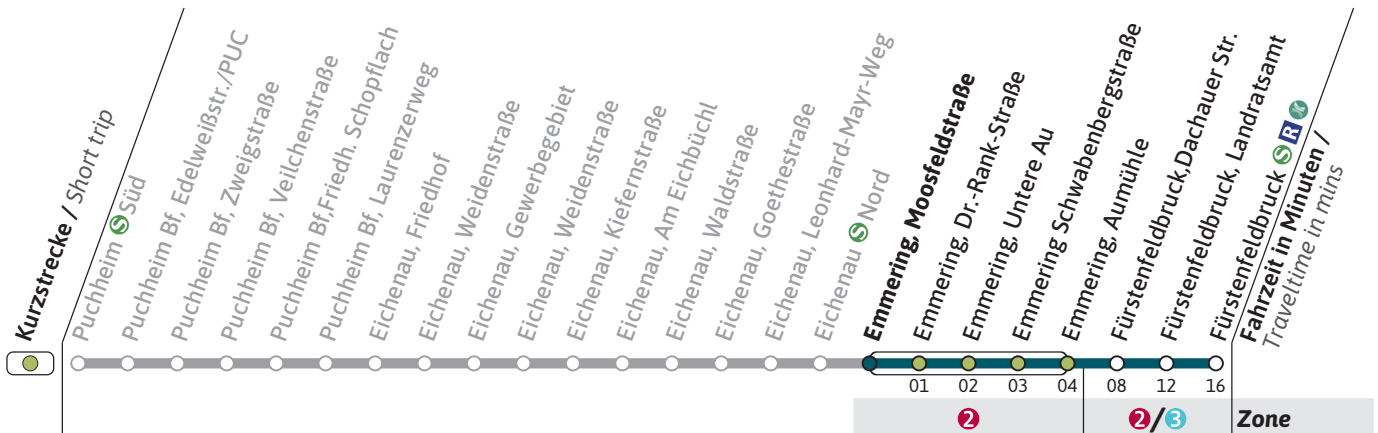 Kurzstrecke / Short trip
Puchheim S Süd
Puchheim Bf, Edelweißstr./PUC
Puchheim Bf, Zweigstraße
Puchheim Bf, Veilchenstraße
Puchheim Bf,Friedh. Schopflach
Puchheim Bf, Laurenzerweg
Eichenau, Friedhof
Eichenau, Weidenstraße
Eichenau, Gewerbegebiet
Eichenau, Weidenstraße
Eichenau, Kiefernstraße
Eichenau, Am Eichbüchl
Eichenau, Waldstraße
Eichenau, Goethestraße
Eichenau, Leonhard-Mayr-Weg
Eichenau S Nord
Emmering, Moosfeldstraße
Emmering, Dr.-Rank-Straße
Emmering, Untere Au
Emmering Schwabenbergstraße
Emmering, Aumühle
Fürstenfeldbruck,Dachauer Str.
Fürstenfeldbruck, Landratsamt
Fürstenfeldbruck S R K
Fahrzeit in Minuten /
Traveltime in mins
01 02 03 04 08 12 16
2 2/3 Zone